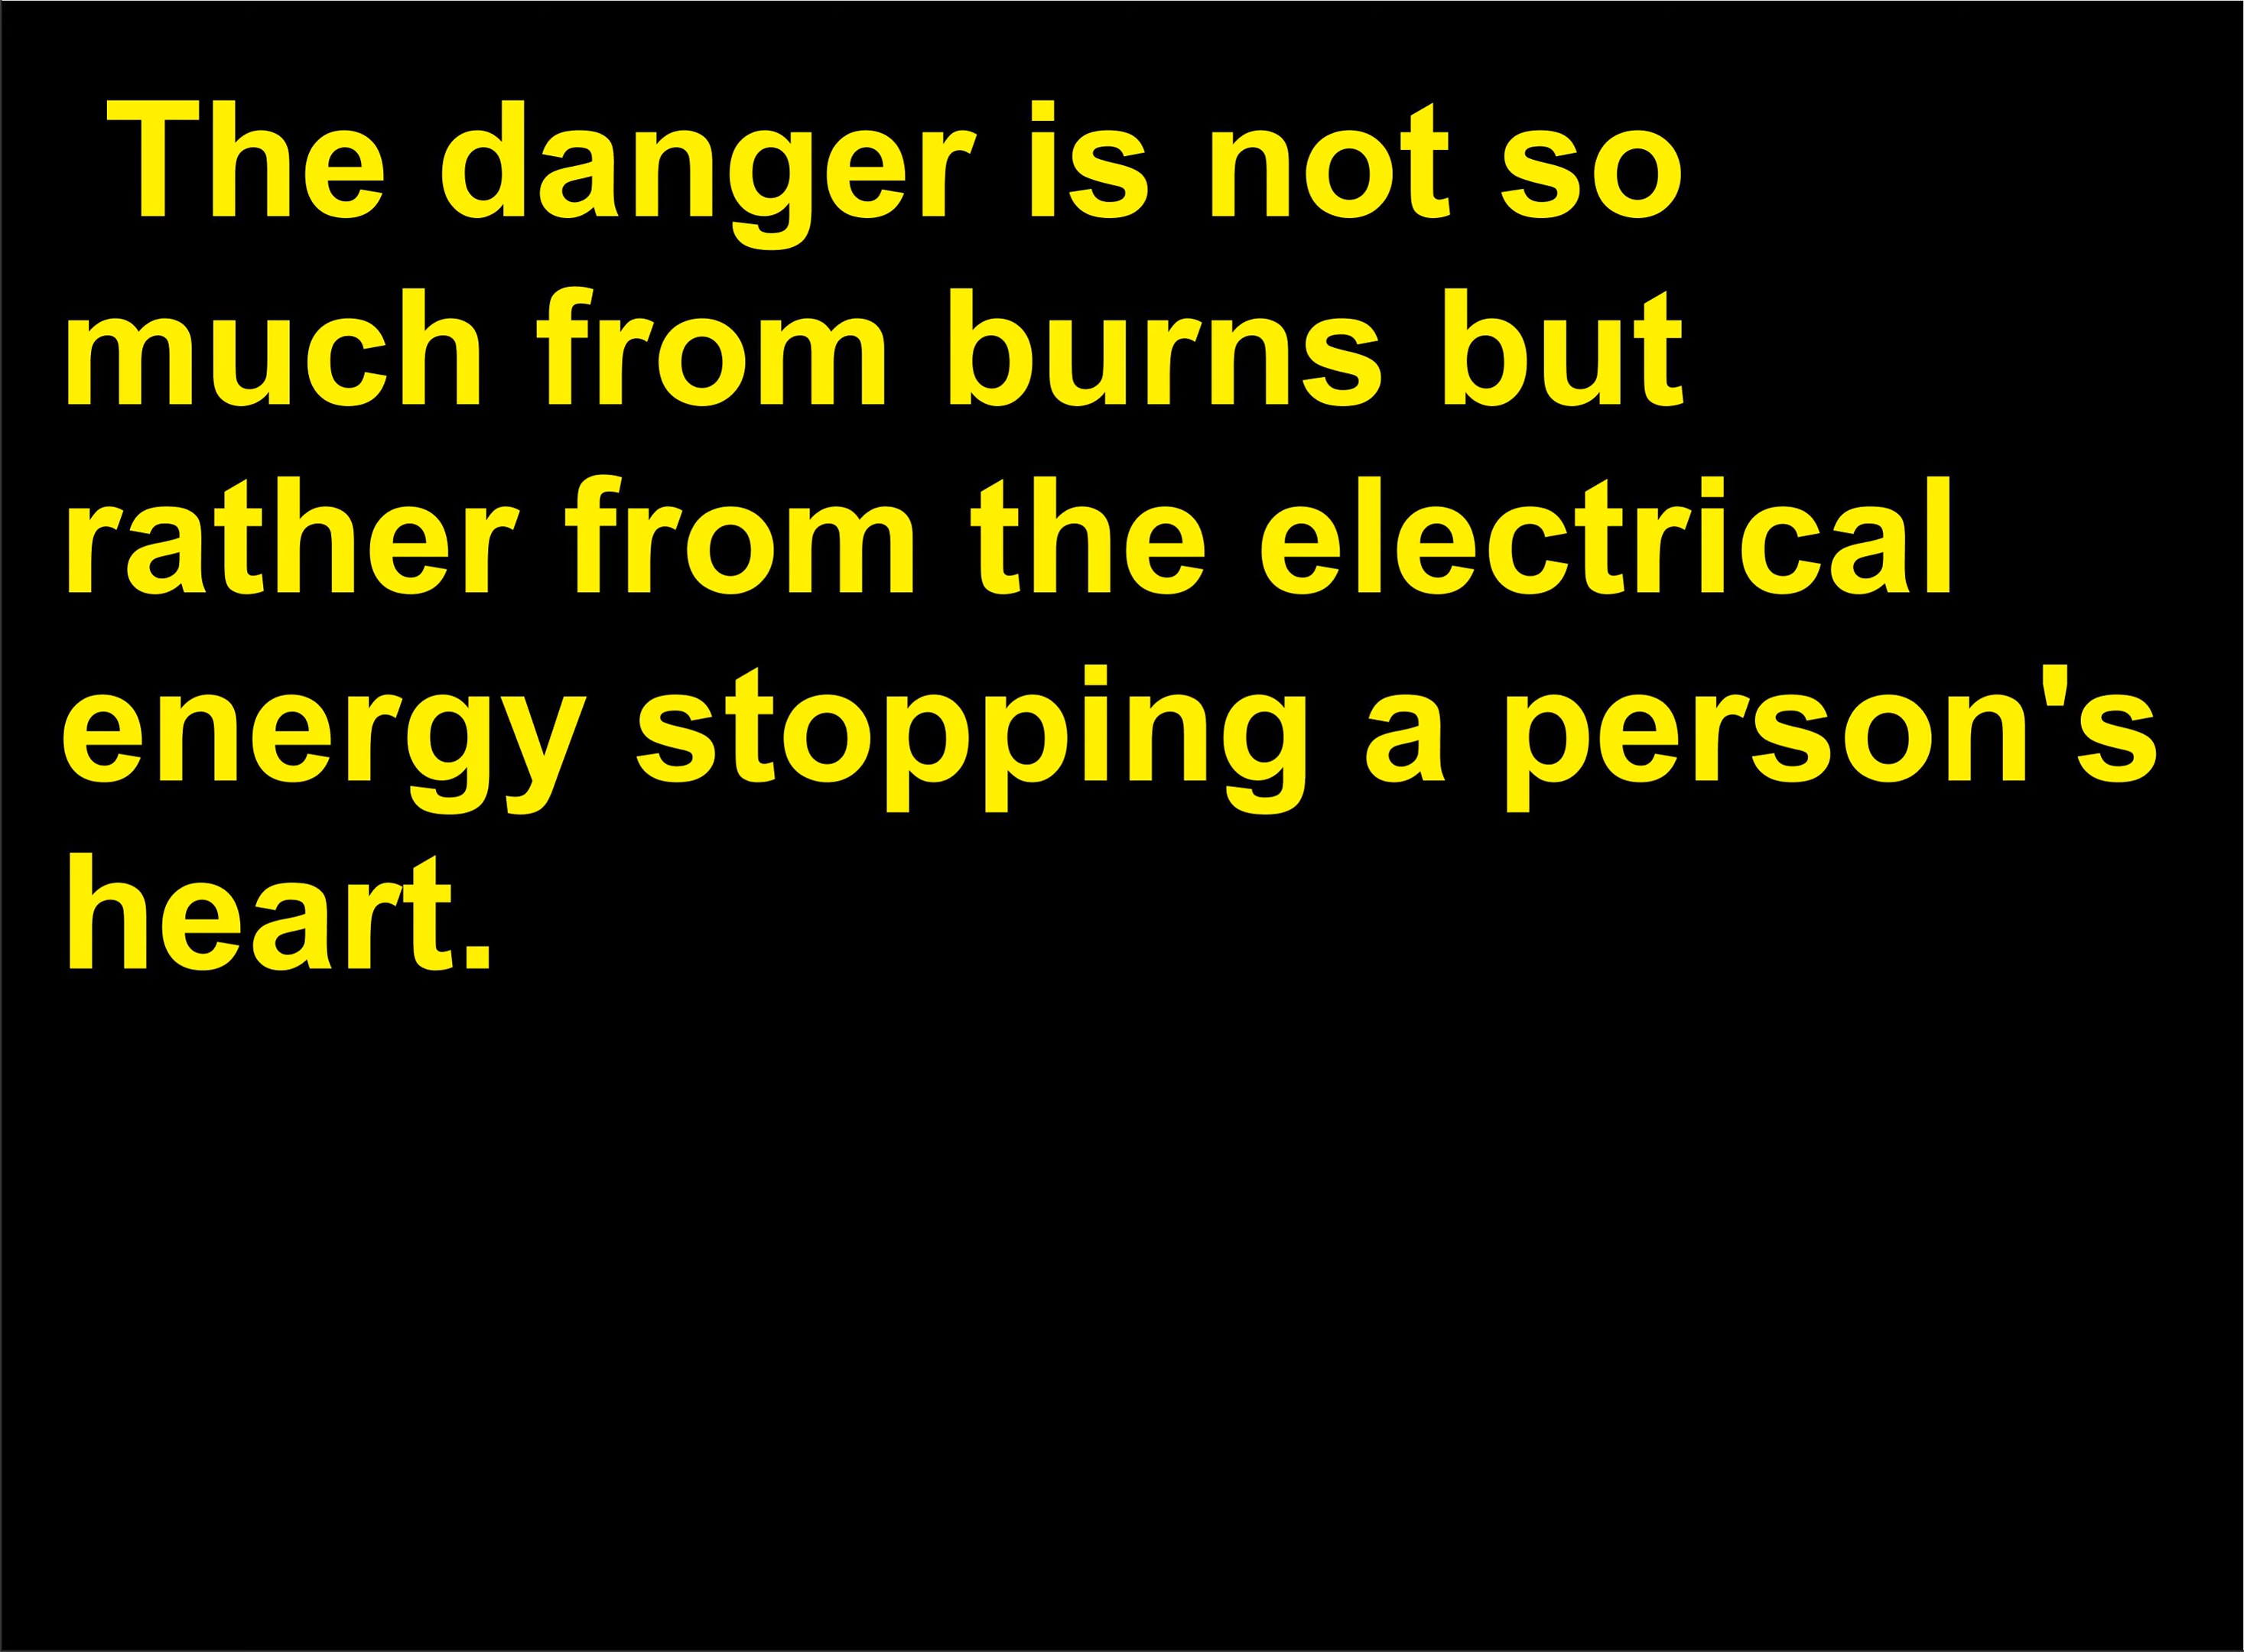 The danger is not so
much from burns but
rather from the electrical
energy stopping a person's
heart.